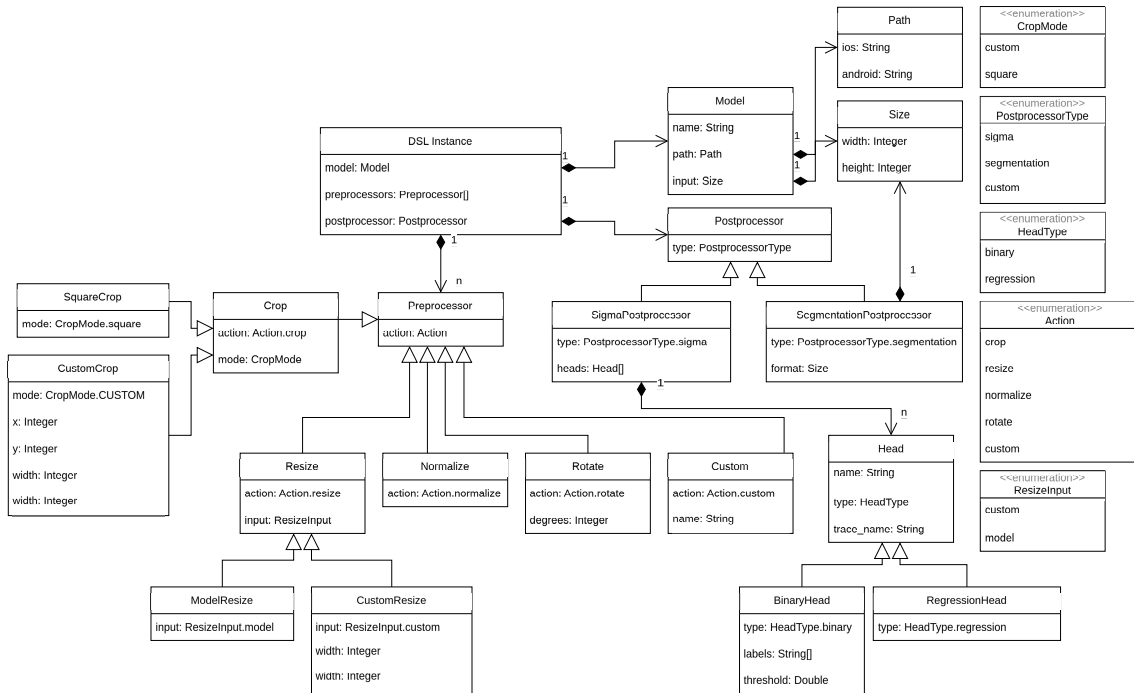 Path
ios: String
android: String
<<enumeration>>
CropMode
custom
square
Model
name: String
path: Path
input: Size
1
1
Size
width: Integer
height: Integer
<<enumeration>>
PostprocessorType
sigma
segmentation
custom
DSL Instance
model: Model
preprocessors: Preprocessor[]
postprocessor: Postprocessor
1
1
1
n
Postprocessor
type: PostprocessorType
<<enumeration>>
HeadType
binary
regression
1
SquareCrop
mode: CropMode.square
Crop
action: Action.crop
mode: CropMode
Preprocessor
action: Action
SigmaPostprocessor
type: PostprocessorType.sigma
heads: Head[]
1
n
SegmentationPostprocessor
type: PostprocessorType.segmentation
format: Size
<<enumeration>>
Action
crop
resize
normalize
rotate
custom
CustomCrop
mode: CropMode.CUSTOM
x: Integer
y: Integer
width: Integer
width: Integer
Resize
action: Action.resize
input: ResizeInput
Normalize
action: Action.normalize
Rotate
action: Action.rotate
degrees: Integer
Custom
action: Action.custom
name: String
Head
name: String
type: HeadType
trace_name: String
<<enumeration>>
ResizeInput
custom
model
ModelResize
input: ResizeInput.model
CustomResize
input: ResizeInput.custom
width: Integer
width: Integer
BinaryHead
type: HeadType.binary
labels: String[]
threshold: Double
RegressionHead
type: HeadType.regression